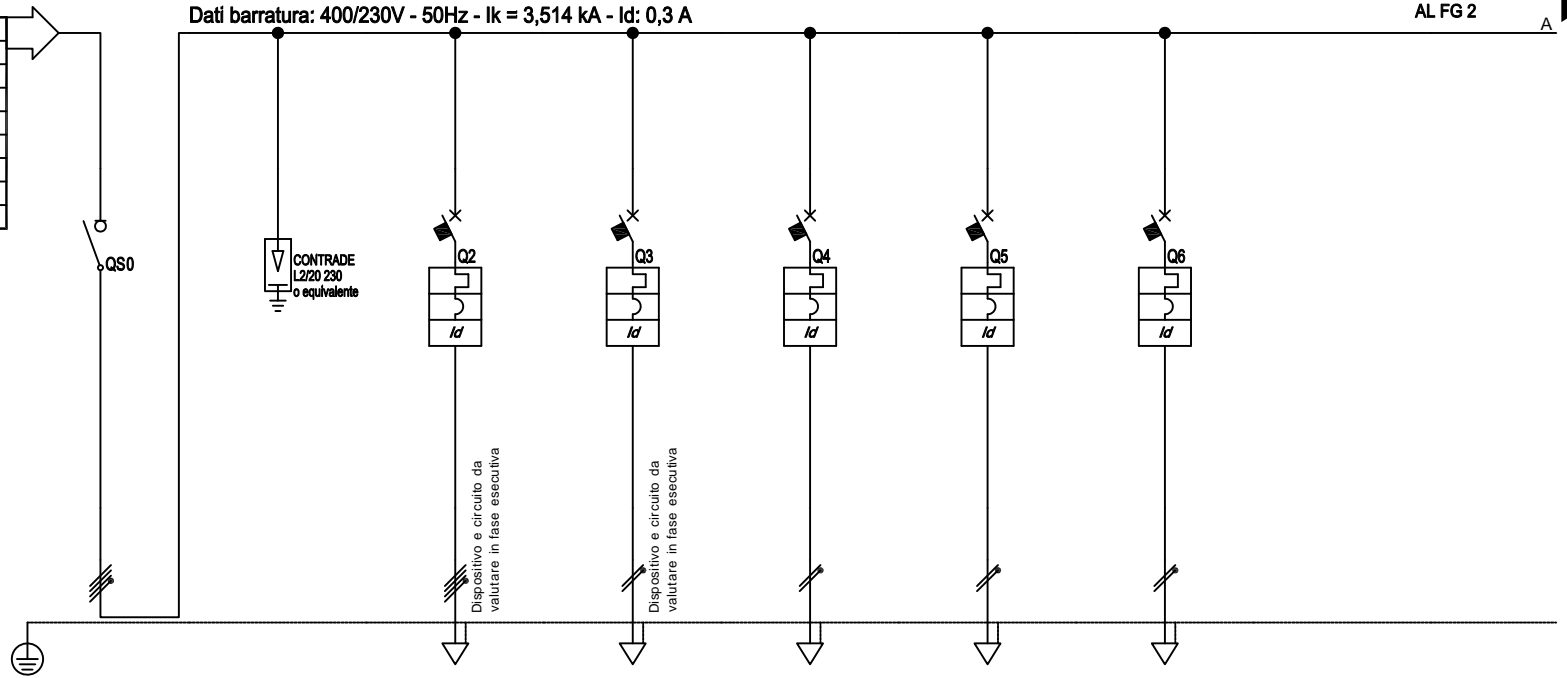 Dati barratura: 400/230V - 50Hz - Ik = 3,514 kA - Id: 0,3 A
AL FG 2
A
QS0
CONTRADE
L2/20 230
o equivalente
Q2
Id
Q3
Id
Q4
Id
Q5
Id
Q6
Id
Dispositivo e circuito da
valutare in fase esecutiva
Dispositivo e circuito da
valutare in fase esecutiva